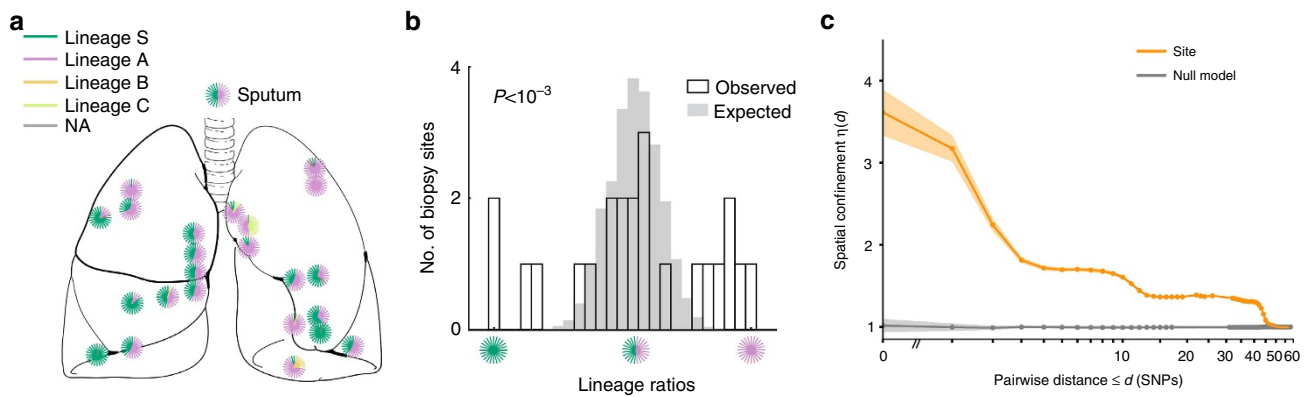 a
Lineage S
Lineage A
Lineage B
Lineage C
NA
Sputum
b
4
2
0
No. of biopsy sites
P<10⁻³
Observed
Expected
Lineage ratios
c
4
3
2
1
Spatial confinement η(d)
Site
Null model
0 // 10 20 30 40 50 60
Pairwise distance ≤ d (SNPs)